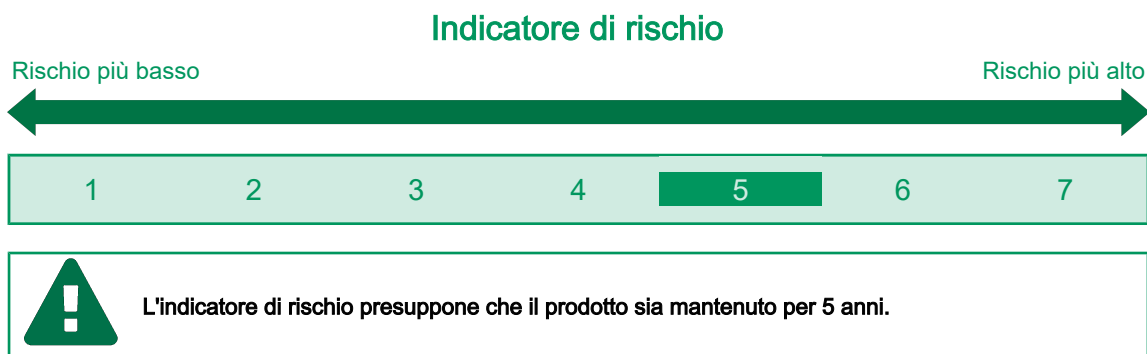 Indicatore di rischio
Rischio più basso
Rischio più alto
1 2 3 4 5 6 7
L'indicatore di rischio presuppone che il prodotto sia mantenuto per 5 anni.